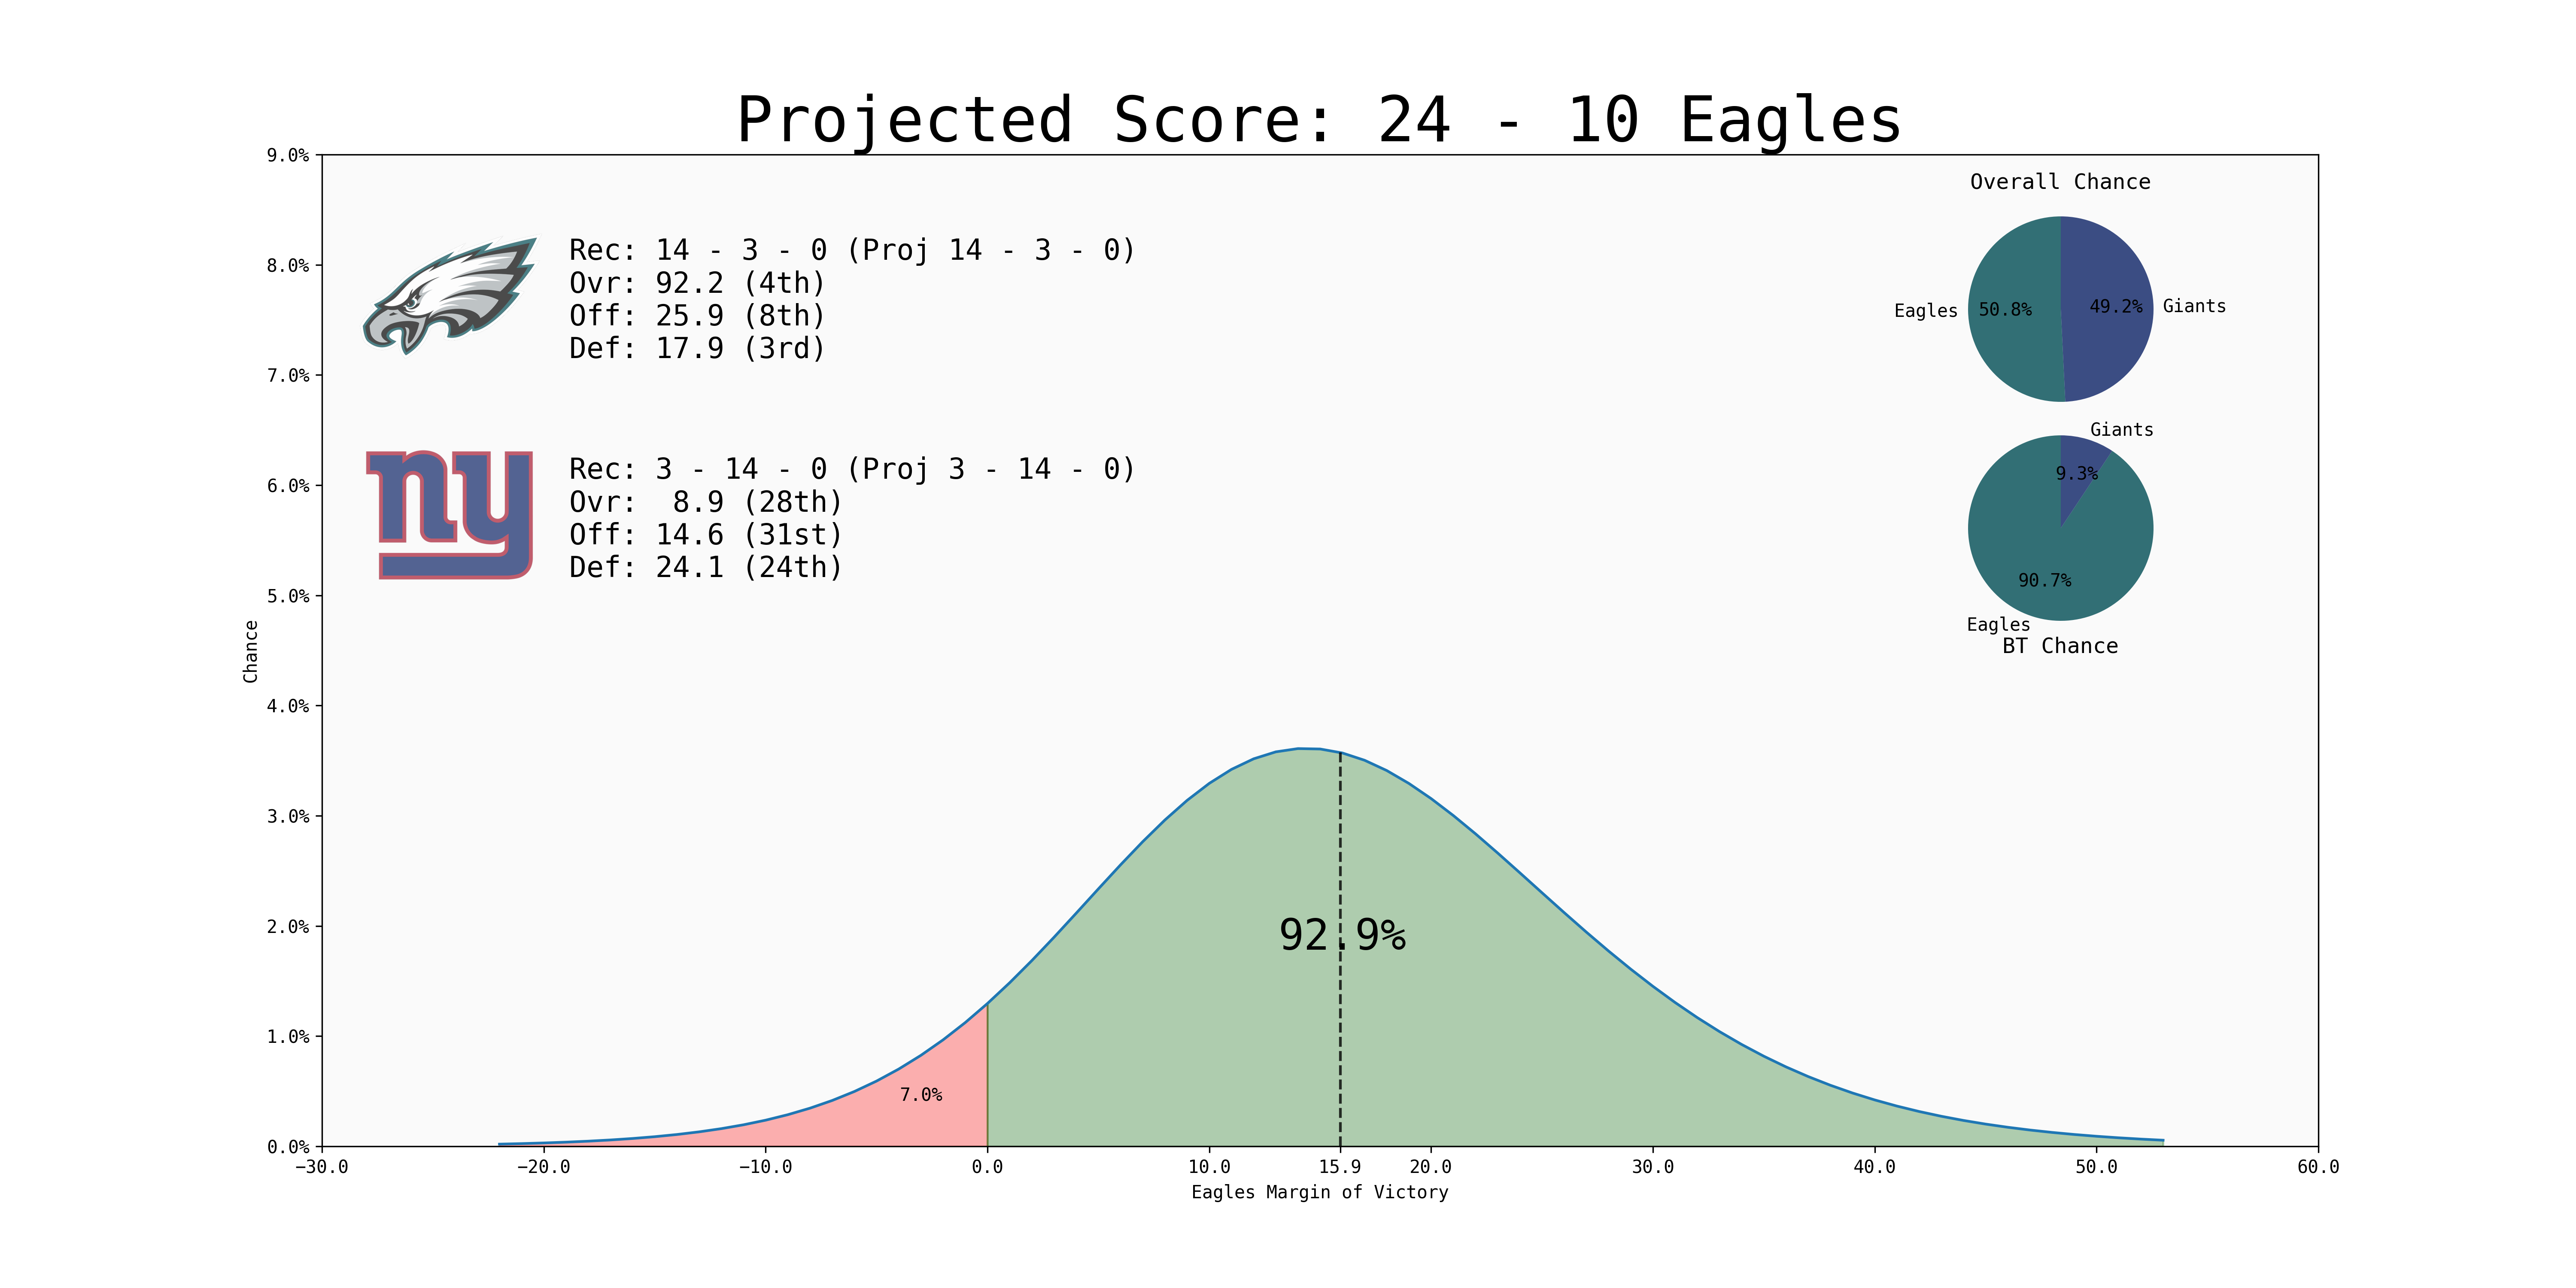 Projected Score: 24 - 10 Eagles
Rec: 14 - 3 - 0 (Proj 14 - 3 - 0)
Ovr: 92.2 (4th)
Off: 25.9 (8th)
Def: 17.9 (3rd)
ny
Rec: 3 - 14 - 0 (Proj 3 - 14 - 0)
Ovr:  8.9 (28th)
Off: 14.6 (31st)
Def: 24.1 (24th)
Overall Chance
Eagles 50.8% 49.2% Giants
Giants
9.3%
90.7%
Eagles
BT Chance
9.0%
8.0%
7.0%
6.0%
5.0%
4.0%
3.0%
2.0%
1.0%
0.0%
Chance
92.9%
7.0%
−30.0 −20.0 −10.0 0.0 10.0 15.9 20.0 30.0 40.0 50.0 60.0
Eagles Margin of Victory